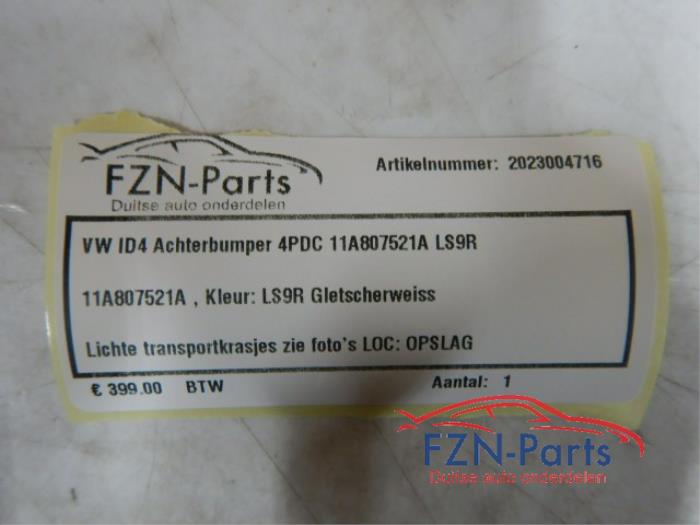 FZN-Parts
Duitse auto onderdelen
Artikelnummer: 2023004716
VW ID4 Achterbumper 4PDC 11A807521A LS9R
11A807521A , Kleur: LS9R Gletscherweiss
Lichte transportkrasjes zie foto's LOC: OPSLAG
€ 399.00 BTW Aantal: 1
FZN-Parts
Duitse auto onderdelen